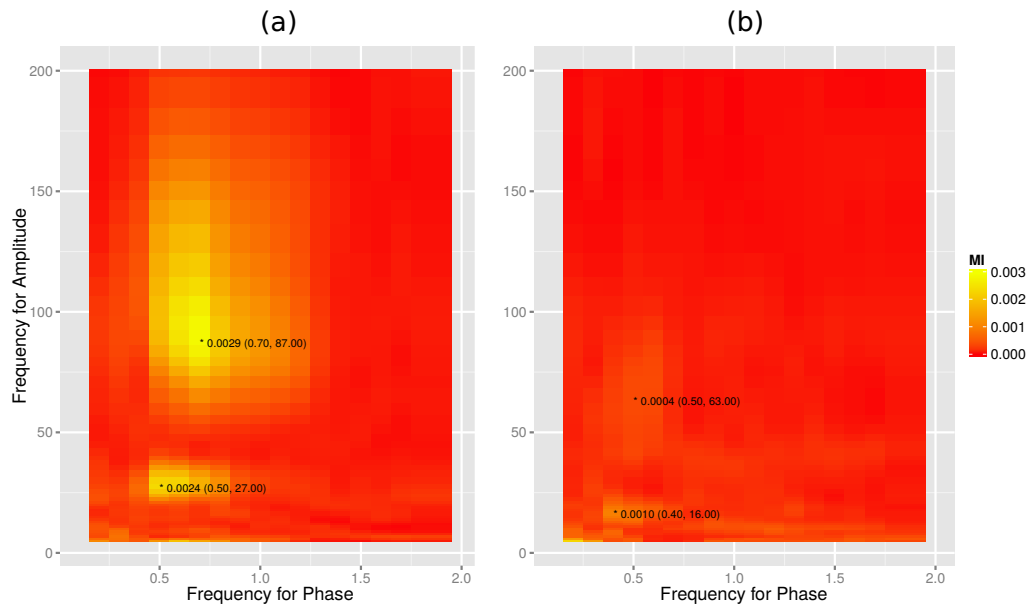 (a)
(b)
Frequency for Amplitude
200
150
100
50
0
* 0.0029 (0.70, 87.00)
* 0.0024 (0.50, 27.00)
0.5
1.0
1.5
2.0
Frequency for Phase
200
150
100
50
0
* 0.0004 (0.50, 63.00)
* 0.0010 (0.40, 16.00)
0.5
1.0
1.5
2.0
Frequency for Phase
MI
0.003
0.002
0.001
0.000